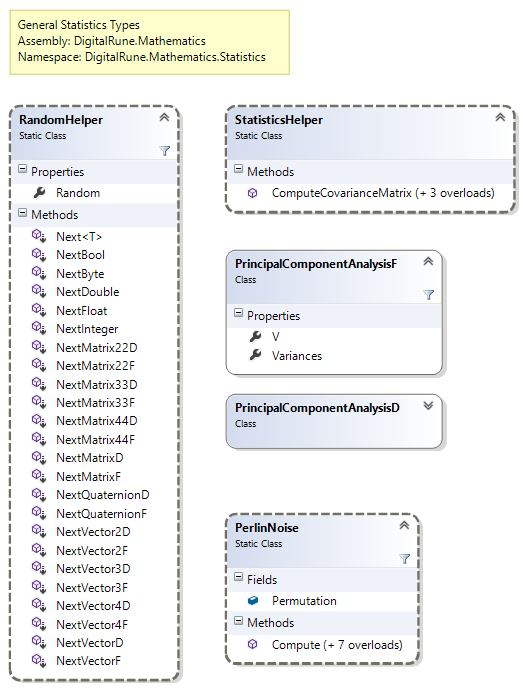 General Statistics Types
Assembly: DigitalRune.Mathematics
Namespace: DigitalRune.Mathematics.Statistics
RandomHelper
Static Class
Properties
Random
Methods
Next<T>
NextBool
NextByte
NextDouble
NextFloat
NextInteger
NextMatrix22D
NextMatrix22F
NextMatrix33D
NextMatrix33F
NextMatrix44D
NextMatrix44F
NextMatrixD
NextMatrixF
NextQuaternionD
NextQuaternionF
NextVector2D
NextVector2F
NextVector3D
NextVector3F
NextVector4D
NextVector4F
NextVectorD
NextVectorF
StatisticsHelper
Static Class
Methods
ComputeCovarianceMatrix (+ 3 overloads)
PrincipalComponentAnalysisF
Class
Properties
V
Variances
PrincipalComponentAnalysisD
Class
PerlinNoise
Static Class
Fields
Permutation
Methods
Compute (+ 7 overloads)